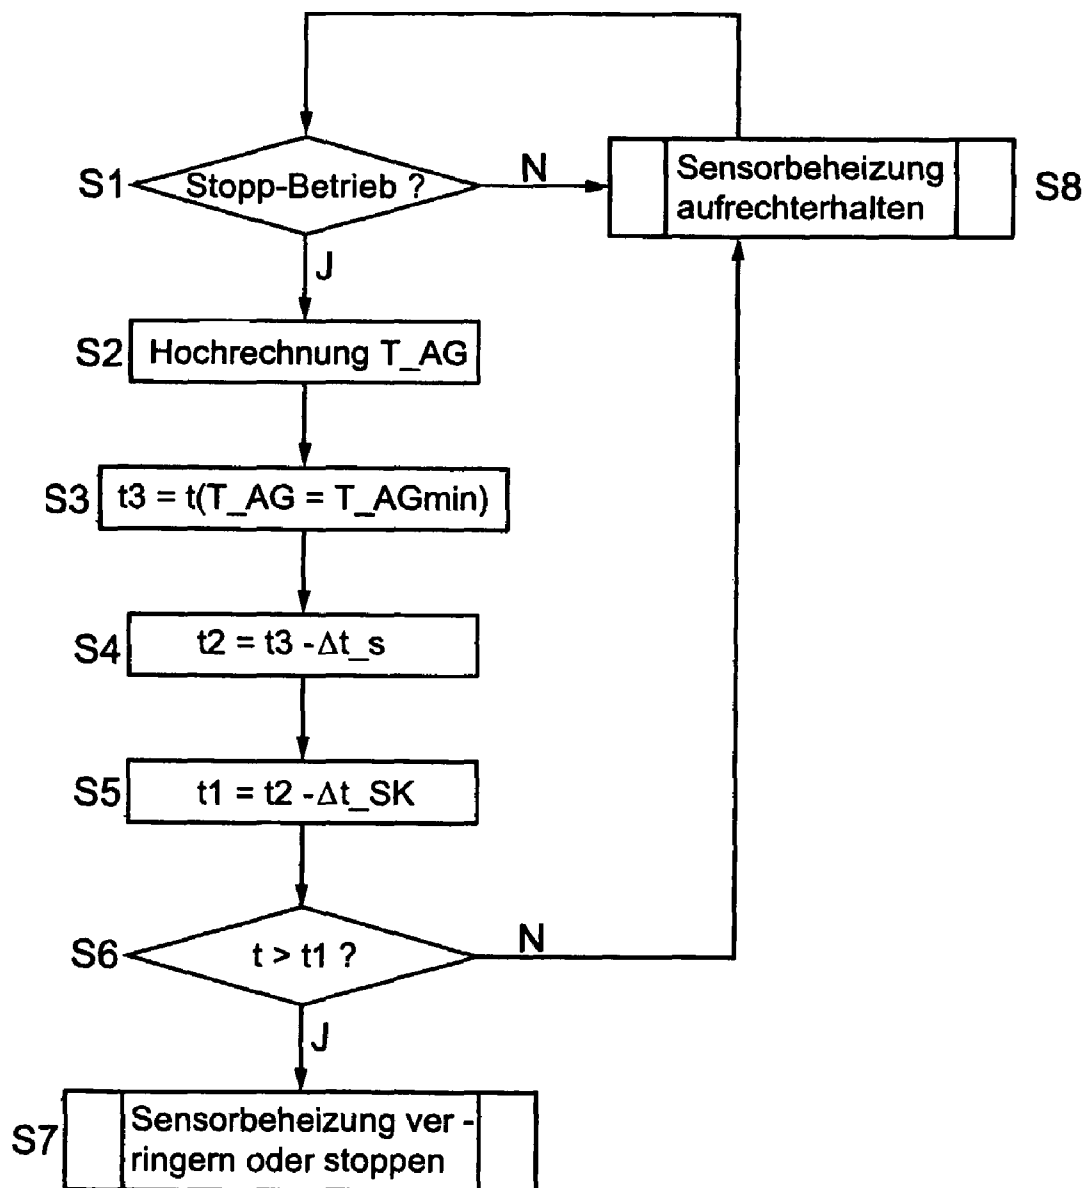 S1
Stopp-Betrieb ?
N
Sensorbeheizung
aufrechterhalten
S8
J
S2
Hochrechnung T_AG
S3
t3 = t(T_AG = T_AGmin)
S4
t2 = t3 -Δt_s
S5
t1 = t2 -Δt_SK
S6
t > t1 ?
N
J
S7
Sensorbeheizung ver -
ringern oder stoppen